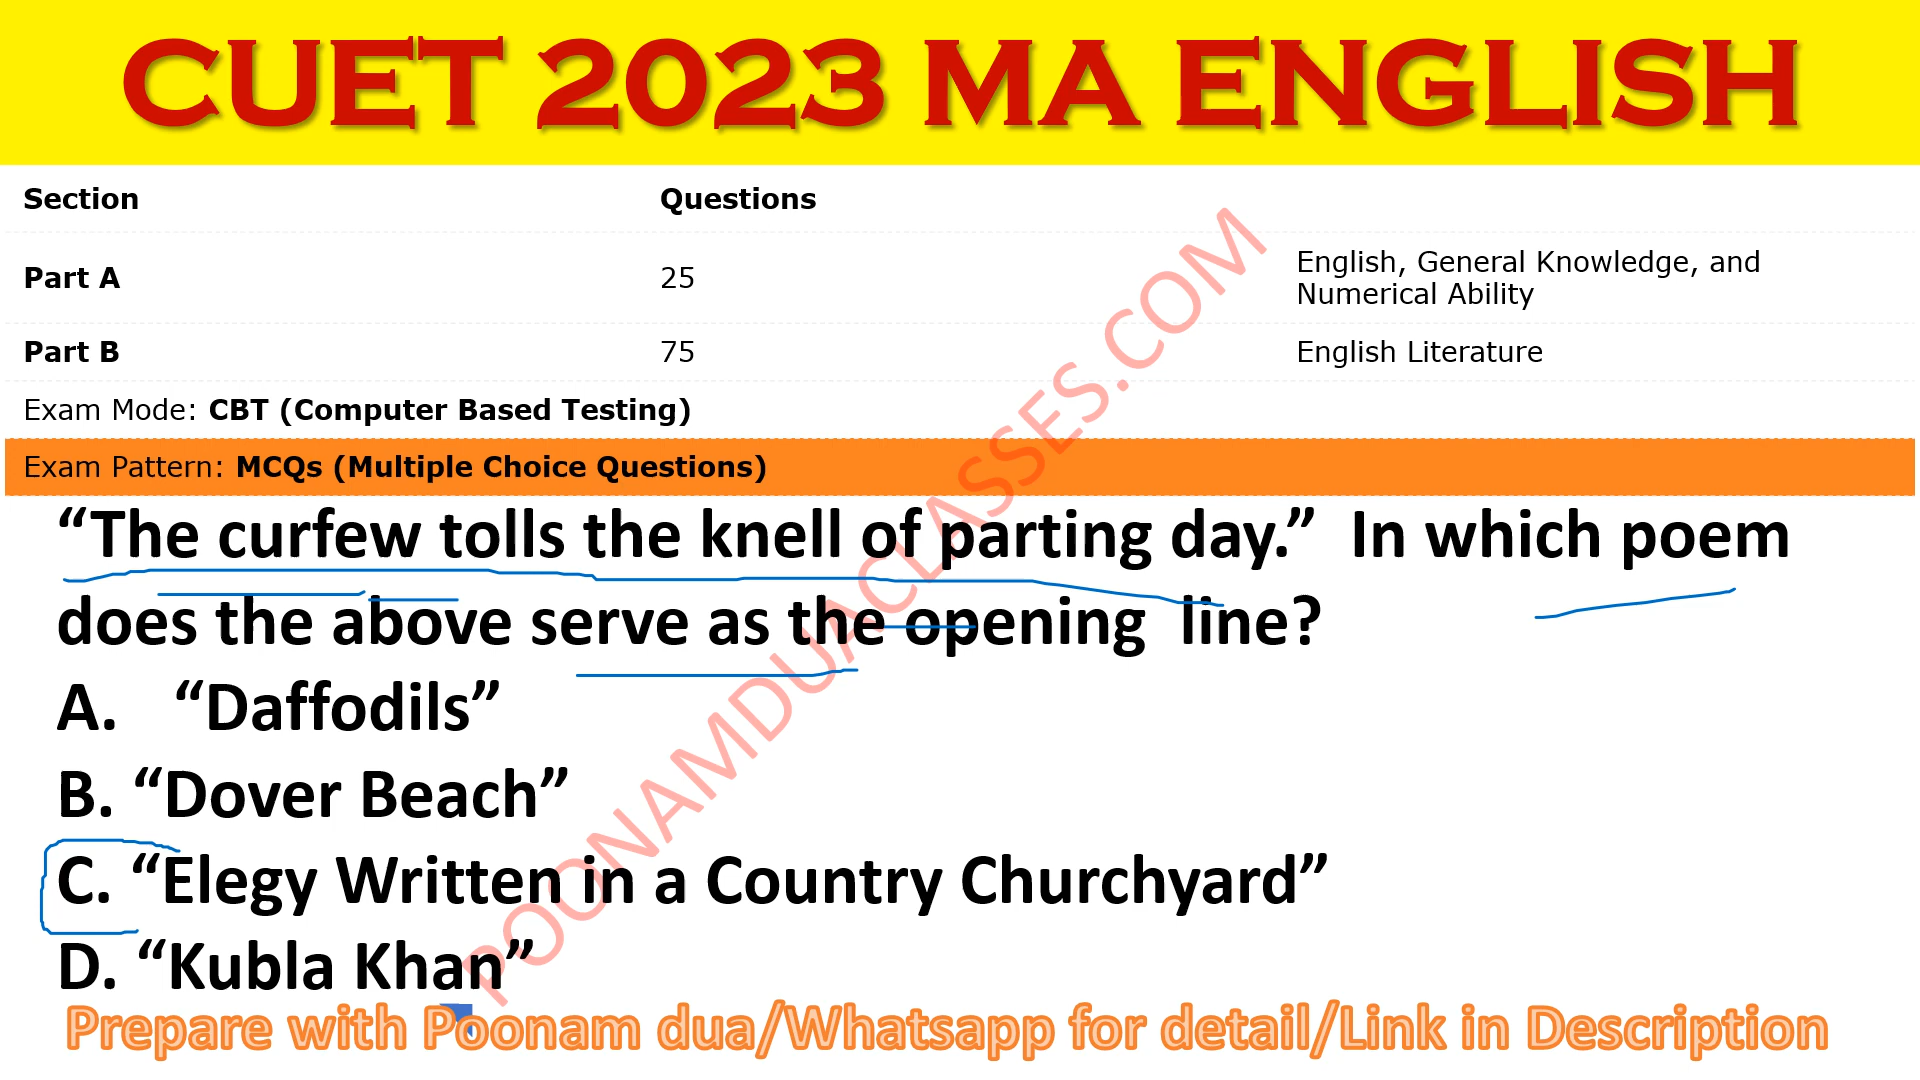 CUET 2023 MA ENGLISH
Section Questions
Part A 25 English, General Knowledge, and
Numerical Ability
Part B 75 English Literature
Exam Mode: CBT (Computer Based Testing)
Exam Pattern: MCQs (Multiple Choice Questions)
“The curfew tolls the knell of parting day.” In which poem
does the above serve as the opening line?
A. “Daffodils”
B. “Dover Beach”
C. “Elegy Written in a Country Churchyard”
D. “Kubla Khan”
Prepare with Poonam dua/Whatsapp for detail/Link in Description
POONAMDUACLASSES.COM